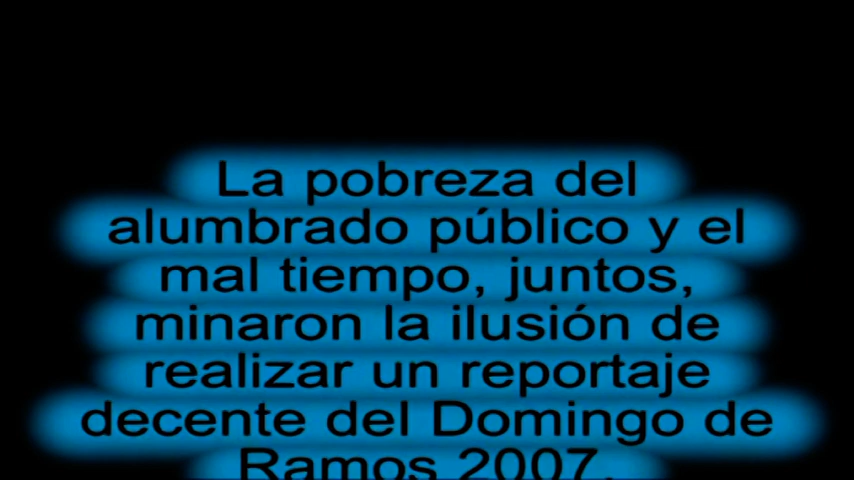 La pobreza del
alumbrado público y el
mal tiempo, juntos,
minaron la ilusión de
realizar un reportaje
decente del Domingo de
Ramos 2007.